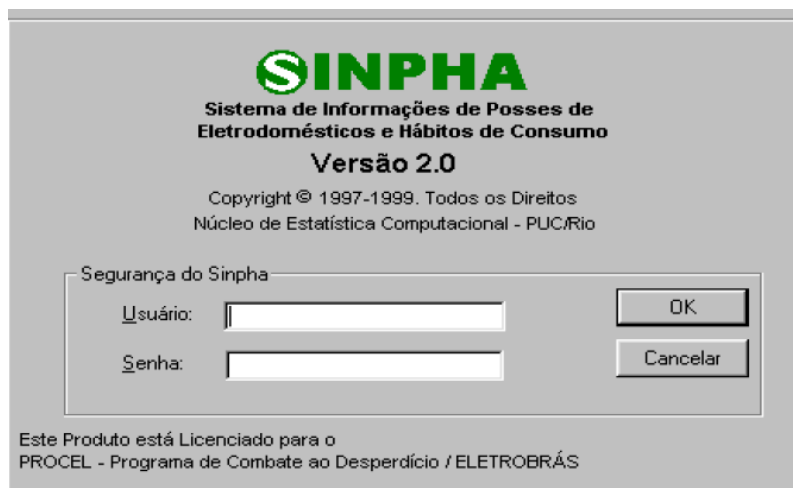 SINPHA
Sistema de Informações de Posses de
Eletrodomésticos e Hábitos de Consumo
Versão 2.0
Copyright © 1997-1999. Todos os Direitos
Núcleo de Estatística Computacional - PUC/Rio
Segurança do Sinpha
Usuário:
OK
Senha:
Cancelar
Este Produto está Licenciado para o
PROCEL - Programa de Combate ao Desperdício / ELETROBRÁS